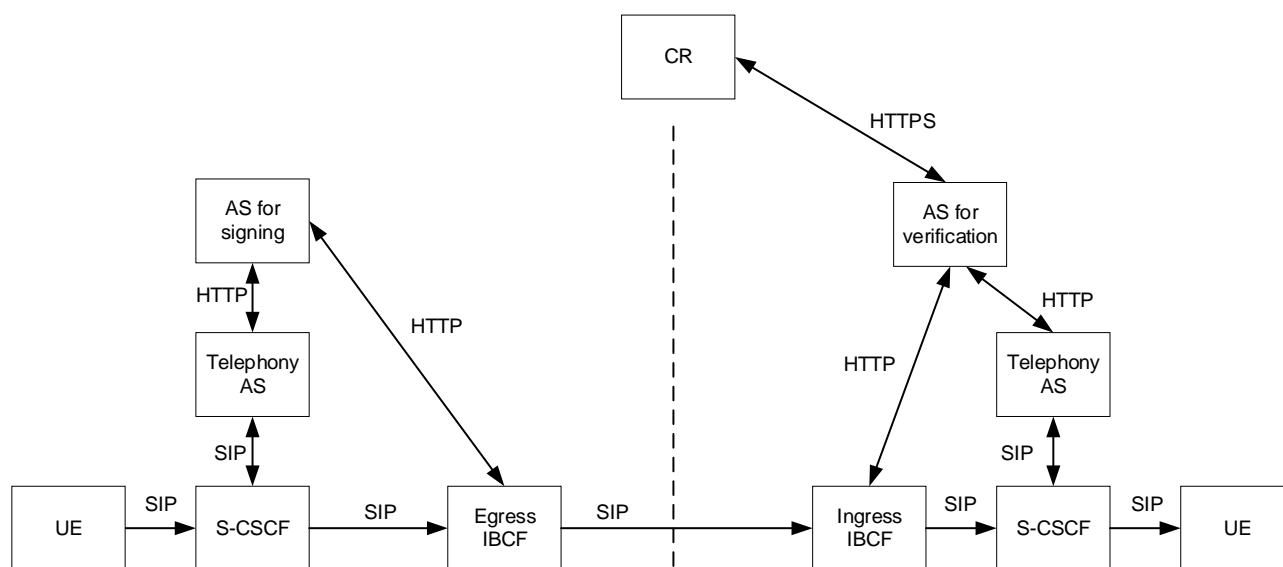 CR
HTTPS
AS for
signing
AS for
verification
HTTP
HTTP
HTTP
HTTP
Telephony
AS
Telephony
AS
SIP
SIP
UE
SIP
S-CSCF
SIP
Egress
IBCF
SIP
Ingress
IBCF
SIP
S-CSCF
SIP
UE